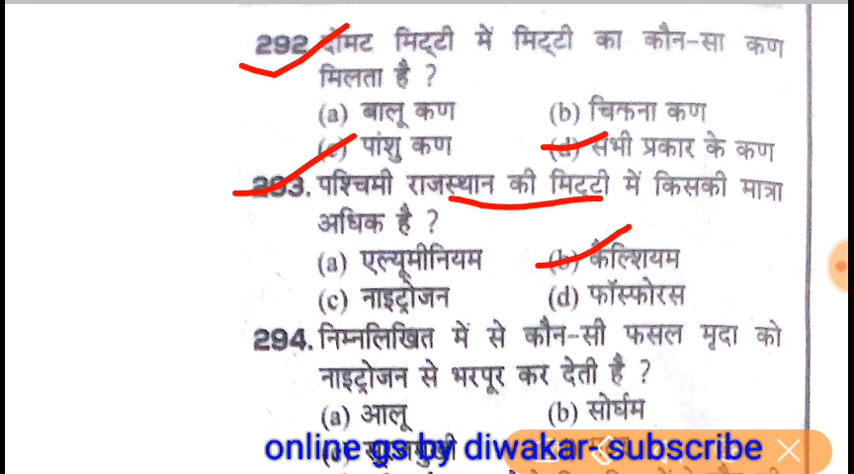 292 दोमट मिट्टी में मिट्टी का कौन-सा कण
मिलता है ?
(a) बालू कण (b) चिकना कण
(c) पांशु कण (d) सभी प्रकार के कण
293. पश्चिमी राजस्थान की मिट्टी में किसकी मात्रा
अधिक है ?
(a) एल्यूमीनियम (b) कैल्शियम
(c) नाइट्रोजन (d) फॉस्फोरस
294. निम्नलिखित में से कौन-सी फसल मृदा को
नाइट्रोजन से भरपूर कर देती है ?
(a) आलू (b) सोर्घम
online gs by diwakar- subscribe